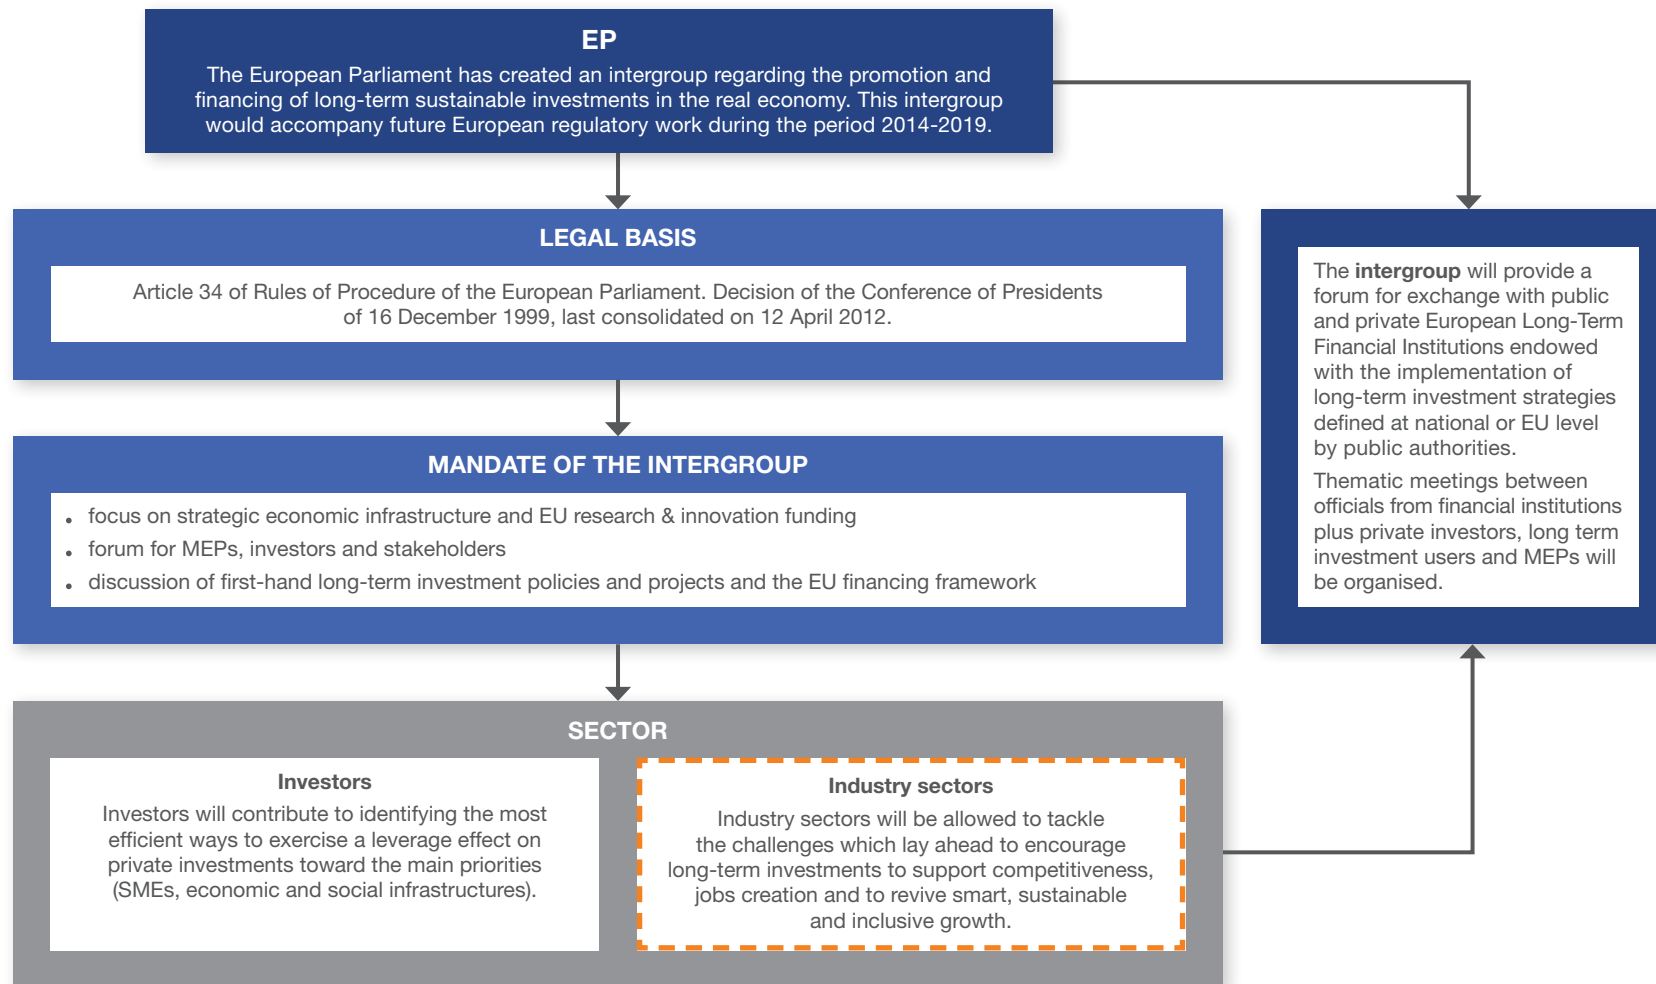 EP
The European Parliament has created an intergroup regarding the promotion and
financing of long-term sustainable investments in the real economy. This intergroup
would accompany future European regulatory work during the period 2014-2019.
LEGAL BASIS
Article 34 of Rules of Procedure of the European Parliament. Decision of the Conference of Presidents
of 16 December 1999, last consolidated on 12 April 2012.
MANDATE OF THE INTERGROUP
• focus on strategic economic infrastructure and EU research & innovation funding
• forum for MEPs, investors and stakeholders
• discussion of first-hand long-term investment policies and projects and the EU financing framework
The intergroup will provide a
forum for exchange with public
and private European Long-Term
Financial Institutions endowed
with the implementation of
long-term investment strategies
defined at national or EU level
by public authorities.
Thematic meetings between
officials from financial institutions
plus private investors, long term
investment users and MEPs will
be organised.
SECTOR
Investors
Investors will contribute to identifying the most
efficient ways to exercise a leverage effect on
private investments toward the main priorities
(SMEs, economic and social infrastructures).
Industry sectors
Industry sectors will be allowed to tackle
the challenges which lay ahead to encourage
long-term investments to support competitiveness,
jobs creation and to revive smart, sustainable
and inclusive growth.